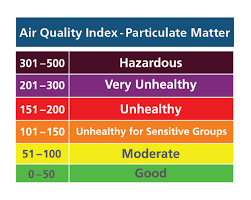 Air Quality Index - Particulate Matter
301–500 Hazardous
201–300 Very Unhealthy
151–200 Unhealthy
101–150 Unhealthy for Sensitive Groups
51–100 Moderate
0–50 Good